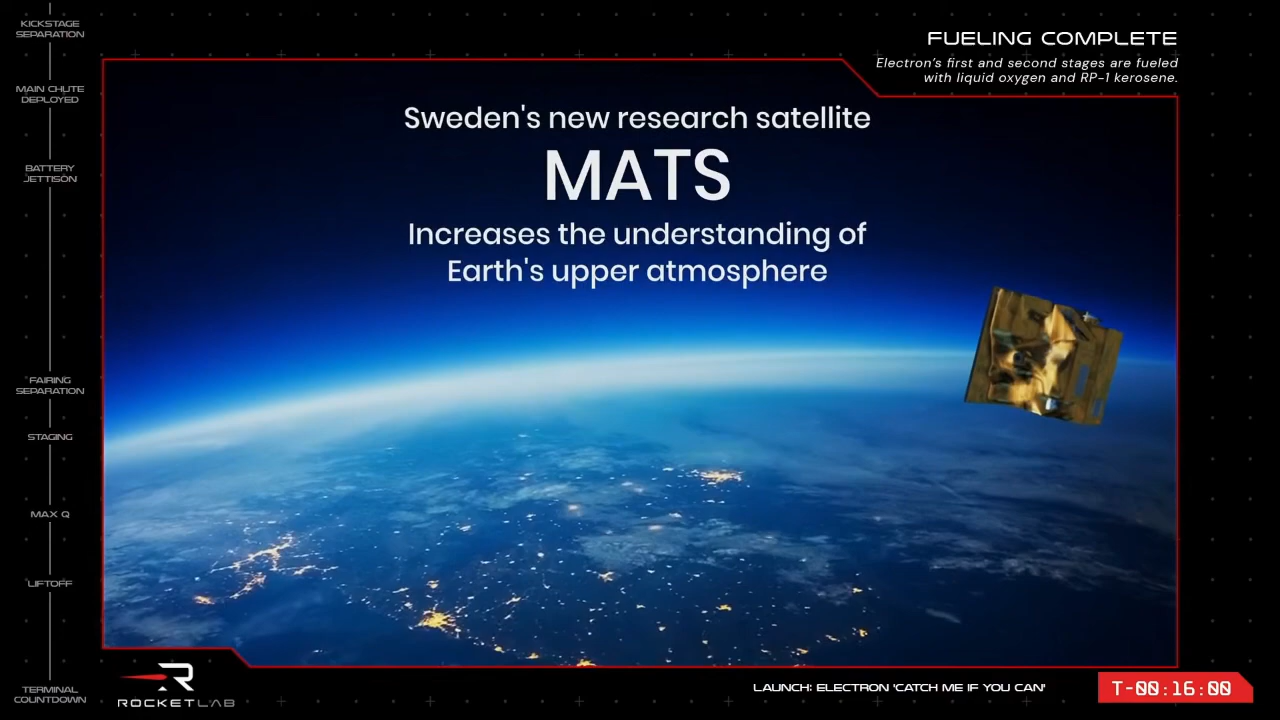 KICKSTAGE
SEPARATION
MAIN CHUTE
DEPLOYED
BATTERY
JETTISON
FAIRING
SEPARATION
STAGING
MAX Q
LIFTOFF
TERMINAL
COUNTDOWN
FUELING COMPLETE
Electron's first and second stages are fueled
with liquid oxygen and RP-1 kerosene.
Sweden's new research satellite
MATS
Increases the understanding of
Earth's upper atmosphere
ROCKETLAB
LAUNCH: ELECTRON 'CATCH ME IF YOU CAN'
T-00:16:00